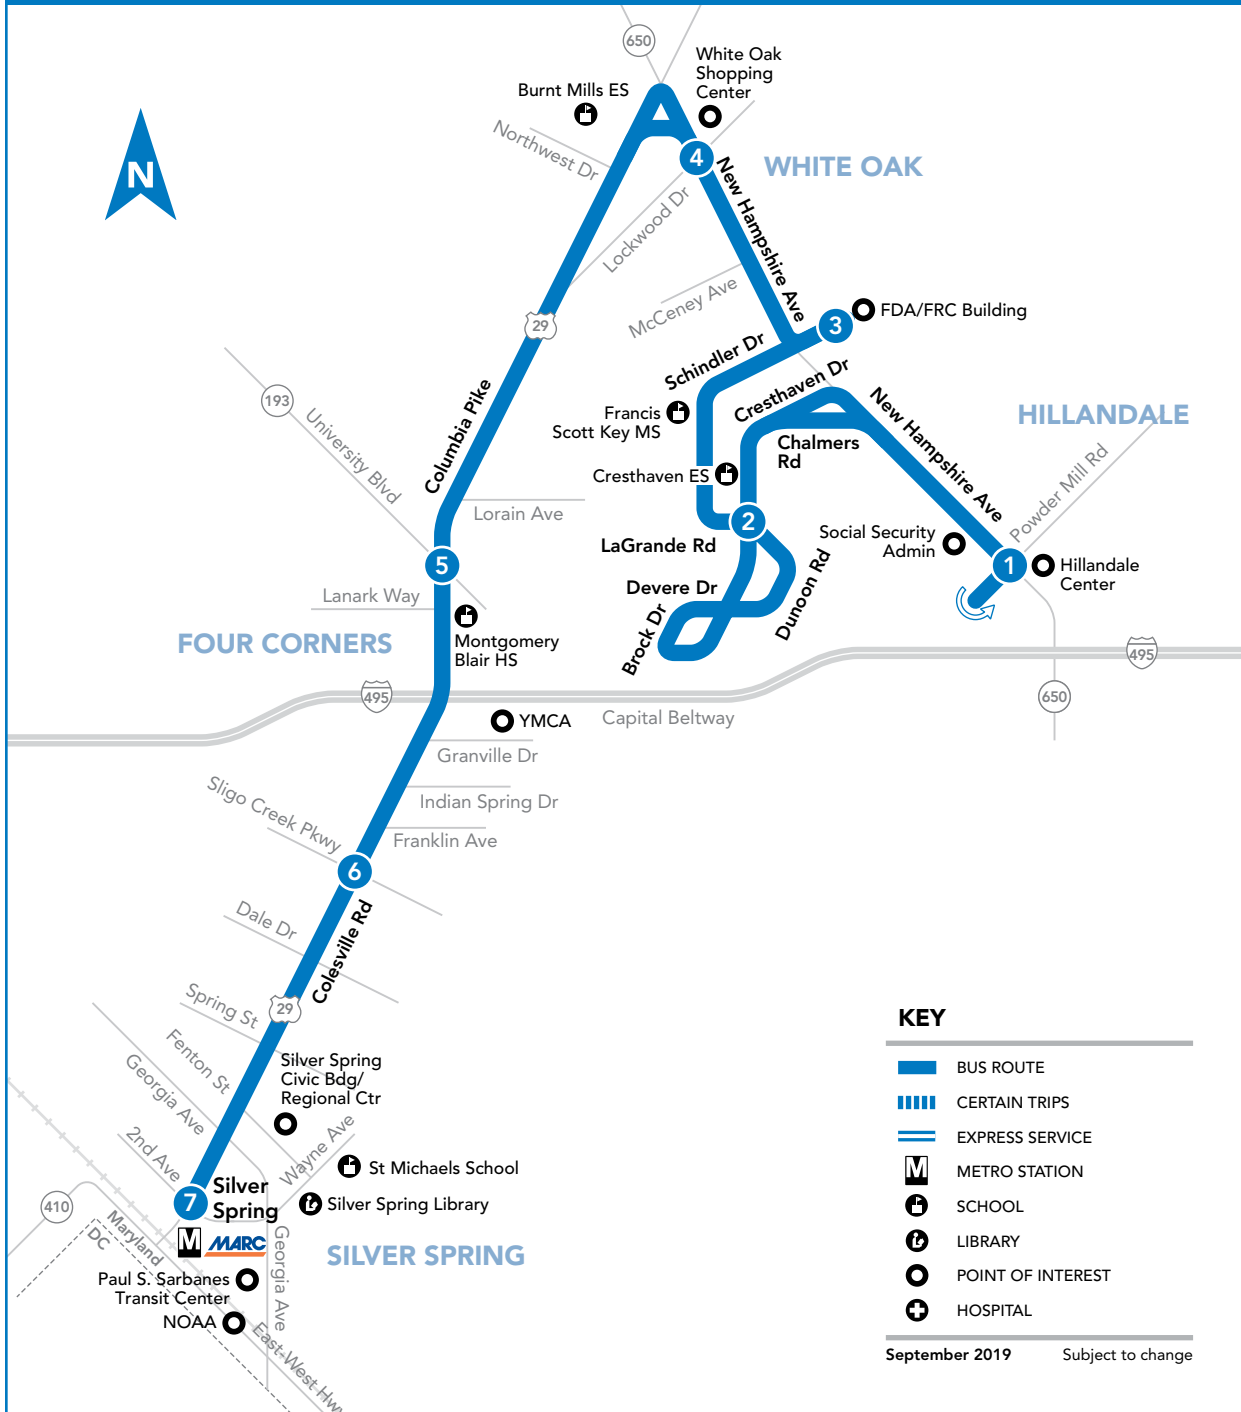 650
White Oak
Shopping
Center
Burnt Mills ES
Northwest Dr
N
4
WHITE OAK
New Hampshire Ave
Lockwood Dr
McCeney Ave
FDA/FRC Building
3
29
Schindler Dr
Cresthaven Dr
193
University Blvd
Columbia Pike
Francis
Scott Key MS
New Hampshire Ave
HILLANDALE
Chalmers
Rd
Powder Mill Rd
Cresthaven ES
Lorain Ave
2
Social Security
Admin
LaGrande Rd
Dunoon Rd
5
1
Hillandale
Center
Devere Dr
Lanark Way
Brock Dr
FOUR CORNERS
Montgomery
Blair HS
495
495
650
YMCA
Capital Beltway
Granville Dr
Sligo Creek Pkwy
Indian Spring Dr
Franklin Ave
6
Dale Dr
Colesville Rd
Spring St
29
Fenton St
Georgia Ave
Silver Spring
Civic Bdg/
Regional Ctr
2nd Ave
Wayne Ave
St Michaels School
7
Silver
Spring
Silver Spring Library
410
Maryland
DC
M
MARC
Georgia Ave
SILVER SPRING
Paul S. Sarbanes
Transit Center
NOAA
East-West Hwy
KEY
BUS ROUTE
CERTAIN TRIPS
EXPRESS SERVICE
M
METRO STATION
SCHOOL
LIBRARY
POINT OF INTEREST
HOSPITAL
September 2019
Subject to change